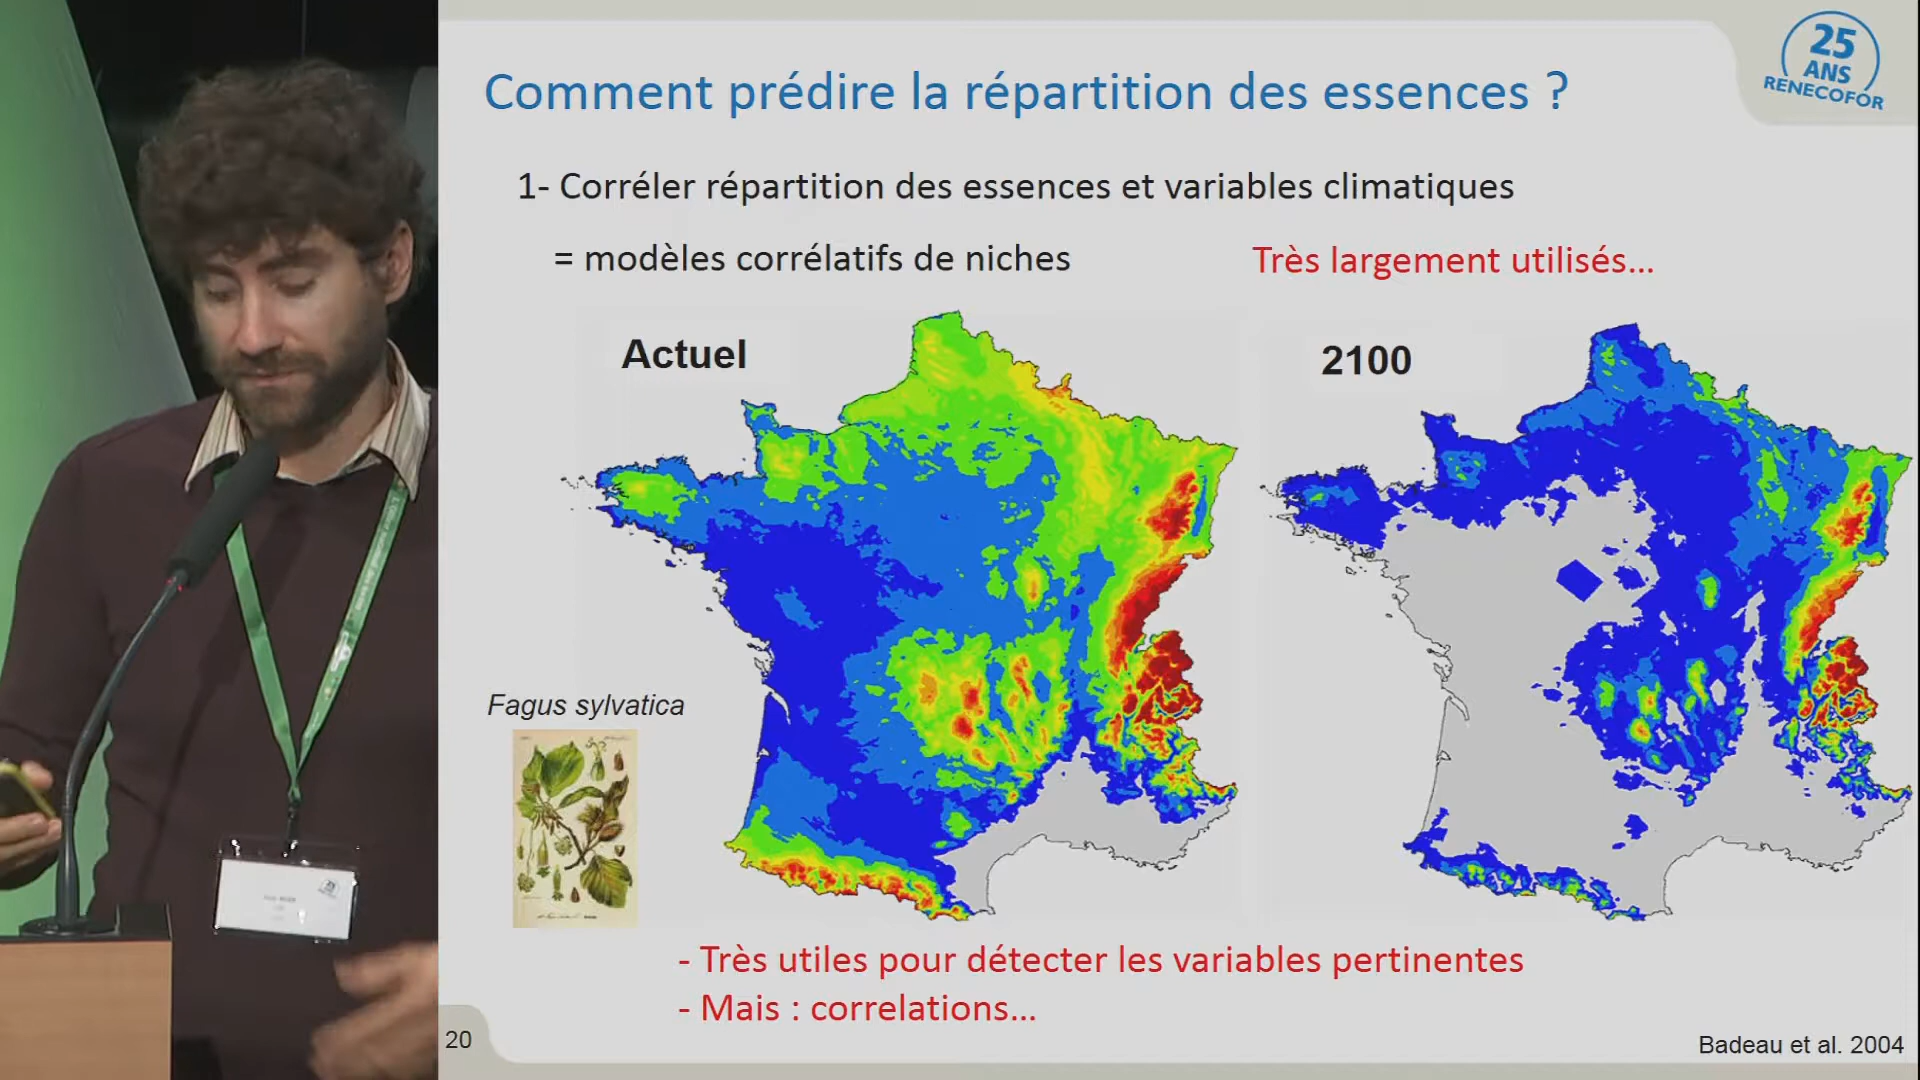 Comment prédire la répartition des essences ?
25
ANS
RENECOFOR
1- Corréler répartition des essences et variables climatiques
= modèles corrélatifs de niches
Très largement utilisés...
Actuel
2100
Fagus sylvatica
- Très utiles pour détecter les variables pertinentes
- Mais : correlations...
20
Badeau et al. 2004